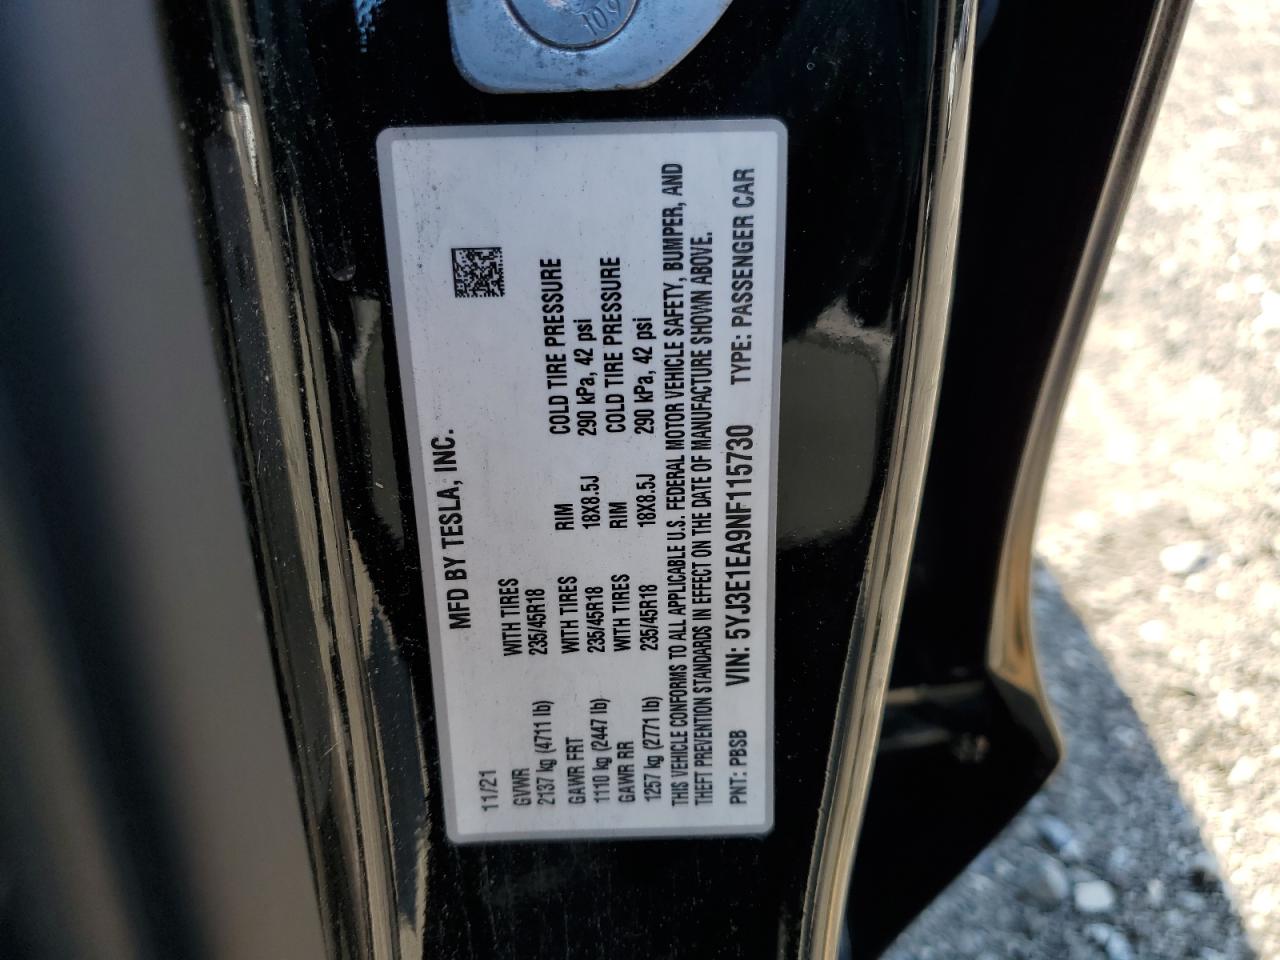 10.9
MFD BY TESLA, INC.
11/21
GVWR WITH TIRES
2137 kg (4711 lb) 235/45R18
GAWR FRT WITH TIRES RIM COLD TIRE PRESSURE
1110 kg (2447 lb) 235/45R18 18X8.5J 290 kPa, 42 psi
GAWR RR WITH TIRES RIM COLD TIRE PRESSURE
1257 kg (2771 lb) 235/45R18 18X8.5J 290 kPa, 42 psi
THIS VEHICLE CONFORMS TO ALL APPLICABLE U.S. FEDERAL MOTOR VEHICLE SAFETY, BUMPER, AND
THEFT PREVENTION STANDARDS IN EFFECT ON THE DATE OF MANUFACTURE SHOWN ABOVE.
PNT: PBSB VIN: 5YJ3E1EA9NF115730 TYPE: PASSENGER CAR